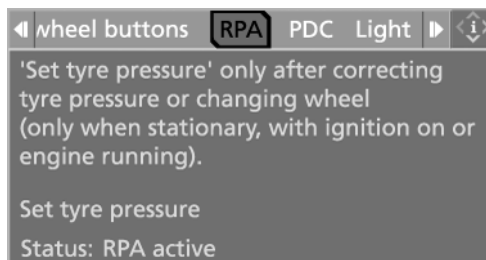 wheel buttons RPA PDC Light i
'Set tyre pressure' only after correcting
tyre pressure or changing wheel
(only when stationary, with ignition on or
engine running).
Set tyre pressure
Status: RPA active